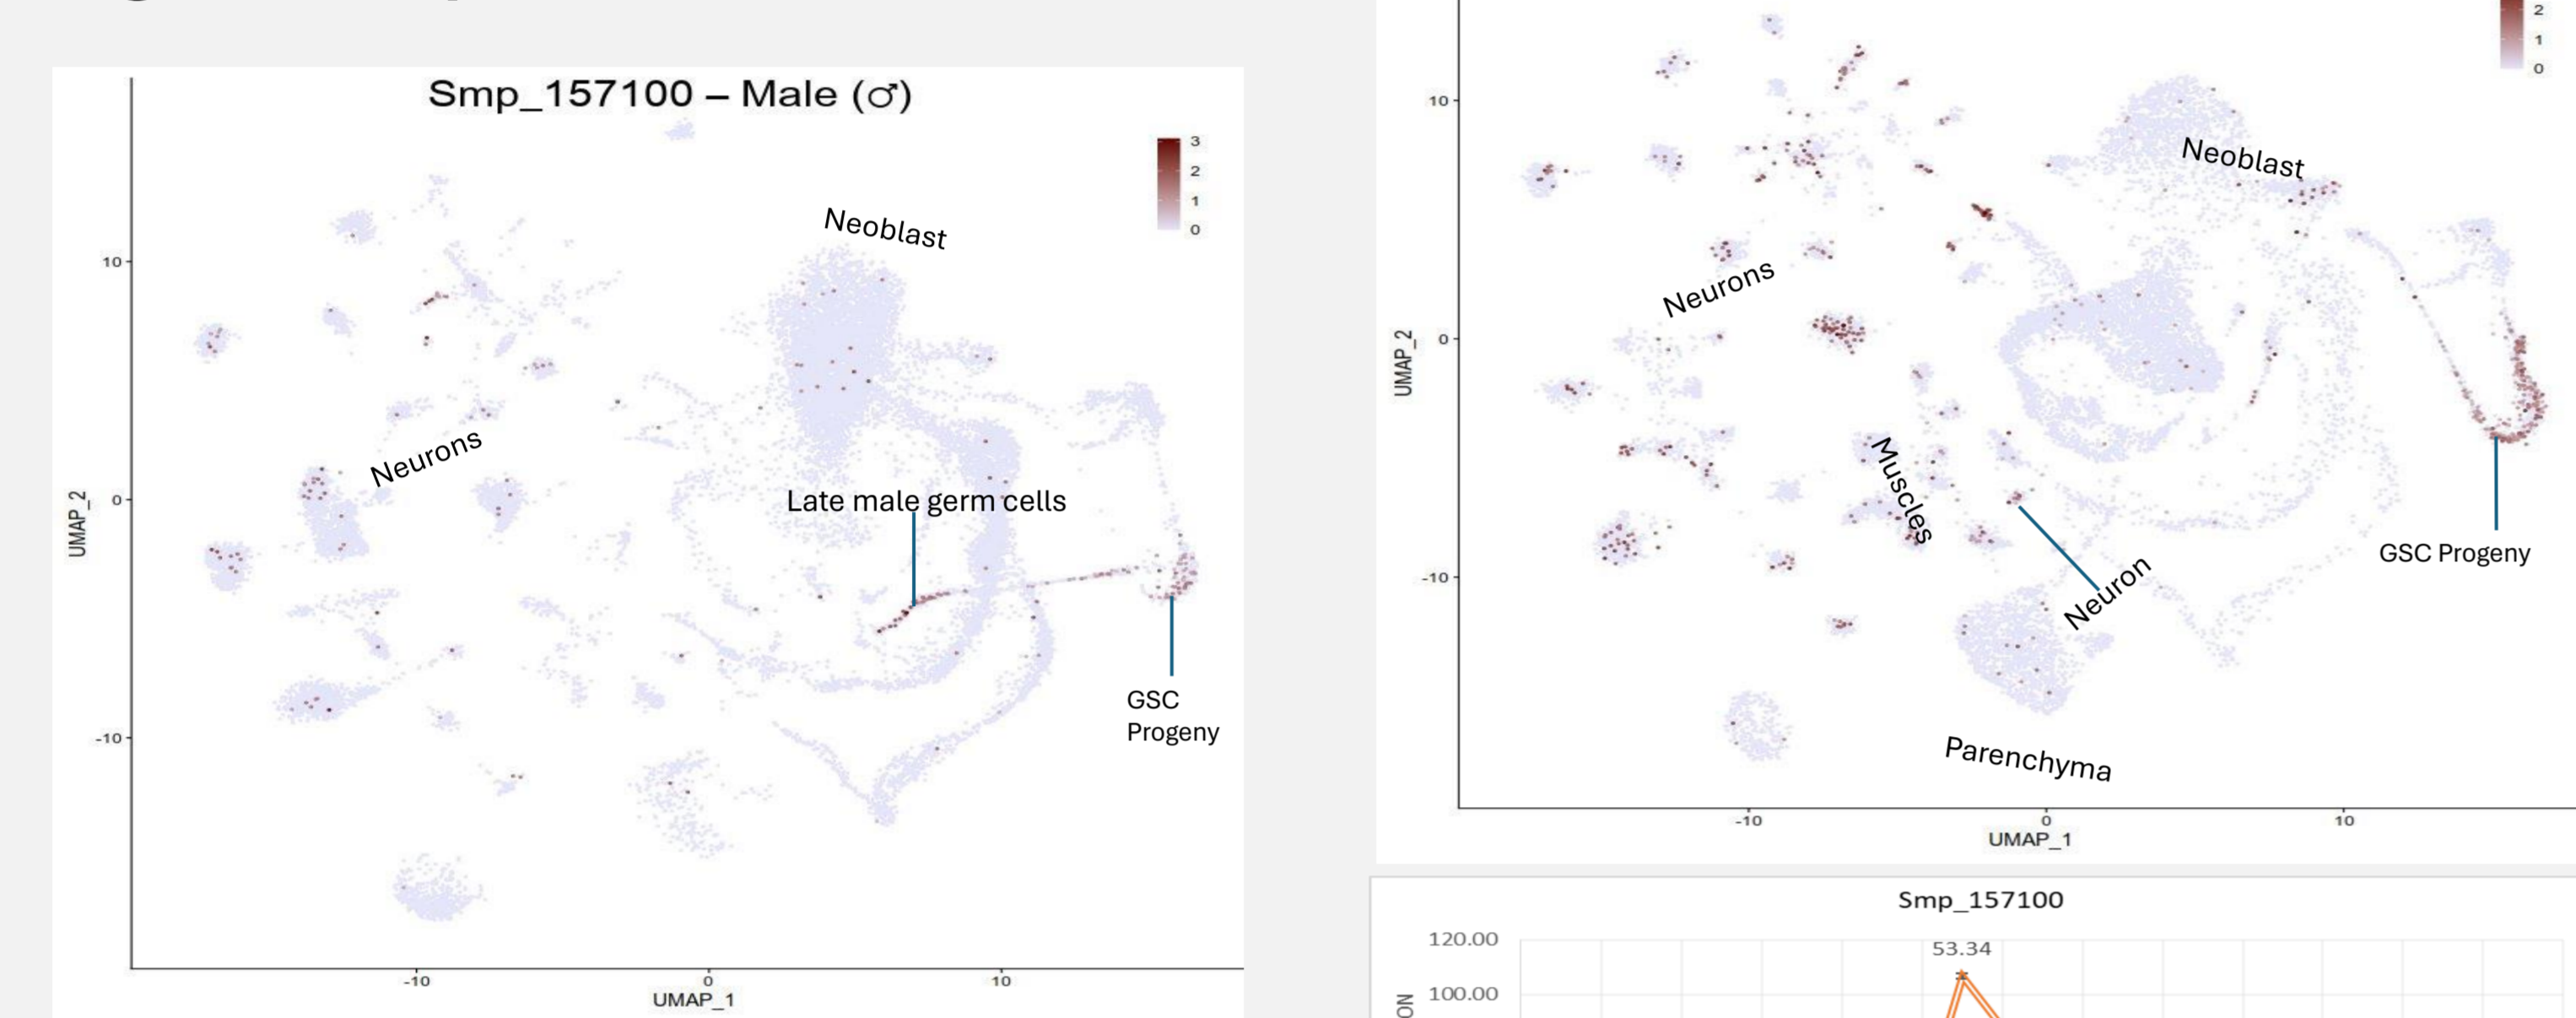 Smp_157100 – Male (♂)
3
2
1
0
Neoblast
10
Neurons
0
Late male germ cells
UMAP_2
GSC
Progeny
-10
-10
0
10
UMAP_1
2
1
0
10
Neoblast
Neurons
0
UMAP_2
Muscles
GSC Progeny
-10
Neuron
Parenchyma
-10
0
10
UMAP_1
Smp_157100
120.00
53.34
100.00